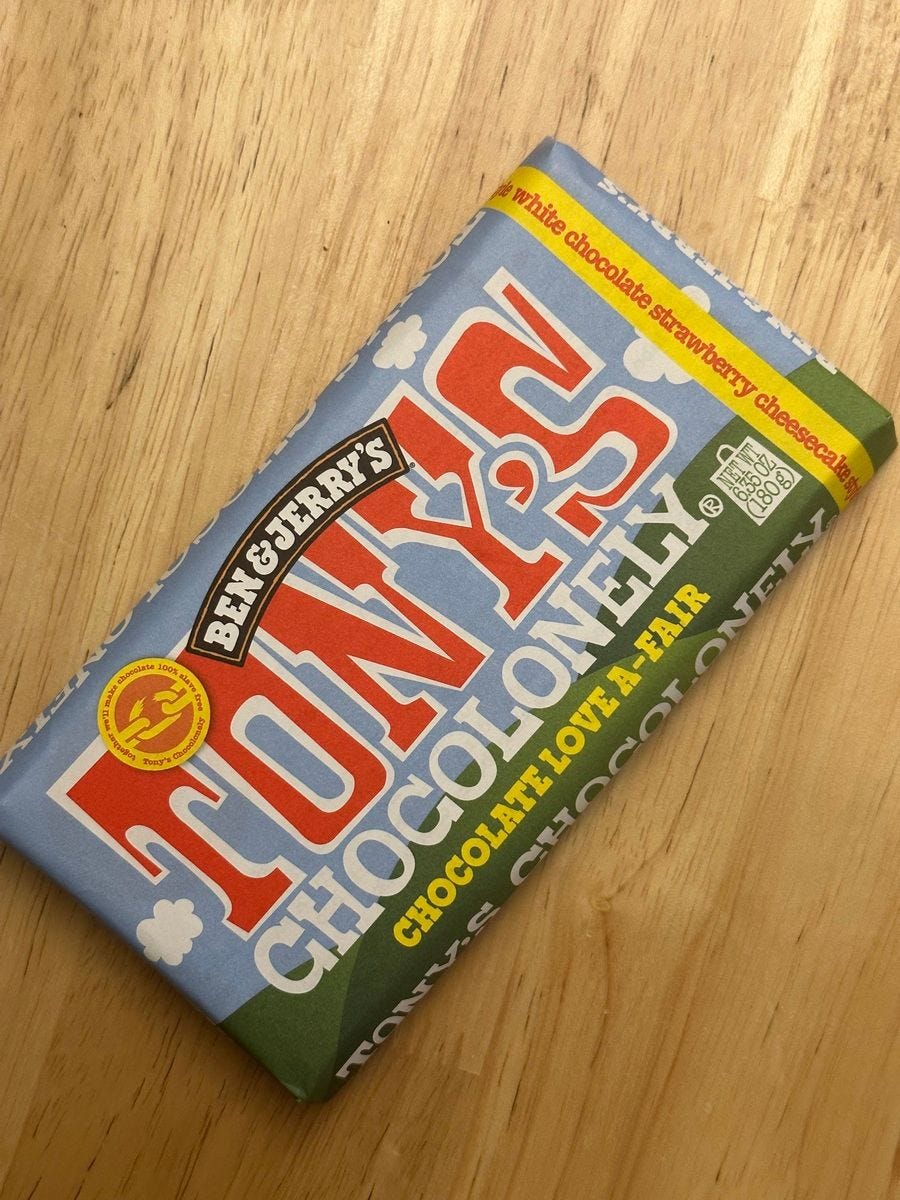 white chocolate strawberry cheesecake
BEN & JERRY'S
TONY'S
CHOCOLONELY®
CHOCOLATE LOVE A-FAIR
NET WT.
6.35 OZ
(180g)
together we'll make chocolate 100% slave free
Tony's Chocolonely
TONY'S CHOCOLONELY